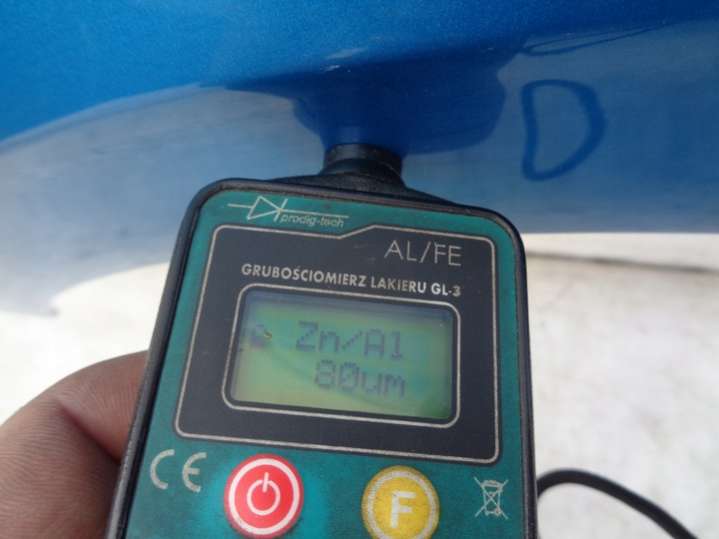 D
prodig-tech
AL/FE
GRUBOŚCIOMIERZ LAKIERU GL-3
Zn/Al
80um
CE
F